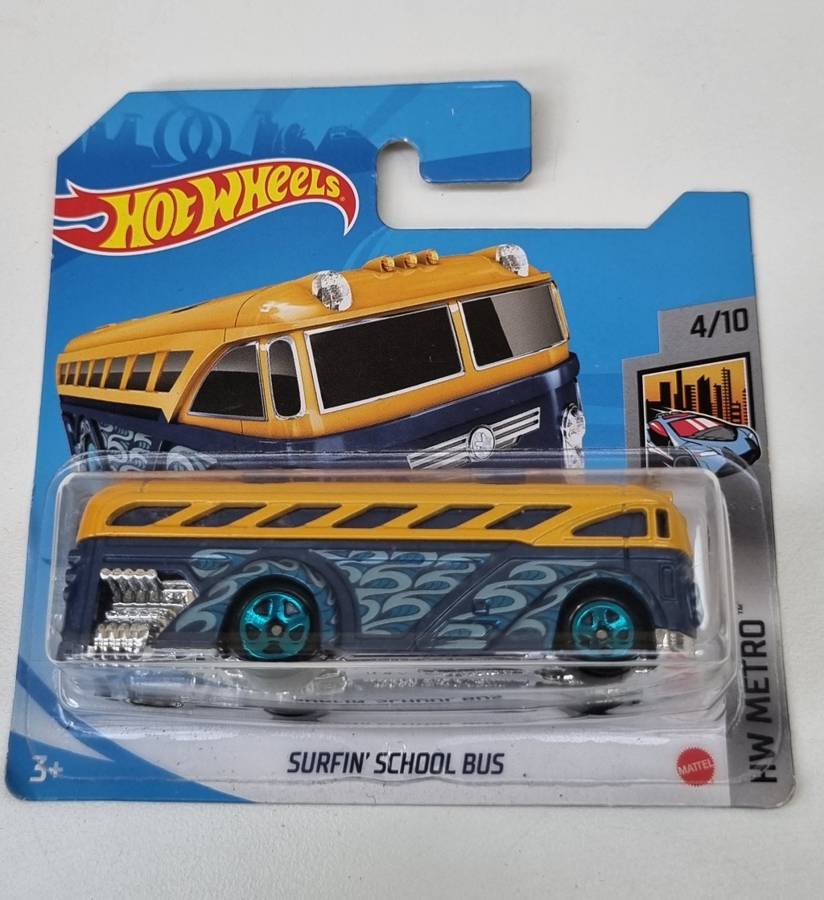 HOT WHEELS
4/10
HW METRO™
SURFIN' SCHOOL BUS
3+
MATTEL